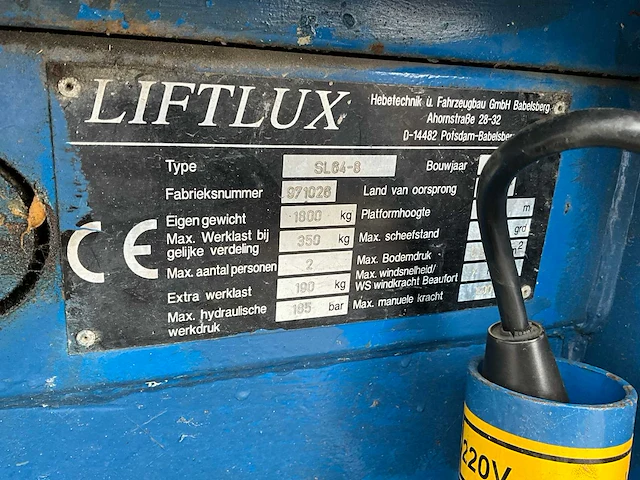 LIFTLUX
Hebetechnik u. Fahrzeugbau GmbH Babelsberg
Ahornstraße 28-32
D-14482 Potsdam-Babelsberg
Type SL64-8 Bouwjaar
Fabrieksnummer 971026 Land van oorsprong
Eigen gewicht 1800 kg Platformhoogte m
Max. Werklast bij gelijke verdeling 350 kg Max. scheefstand grd
Max. aantal personen 2 Max. Bodemdruk
Extra werklast 190 kg Max. windsnelheid/ WS windkracht Beaufort
Max. hydraulische werkdruk 195 bar Max. manuele kracht
CE
220V